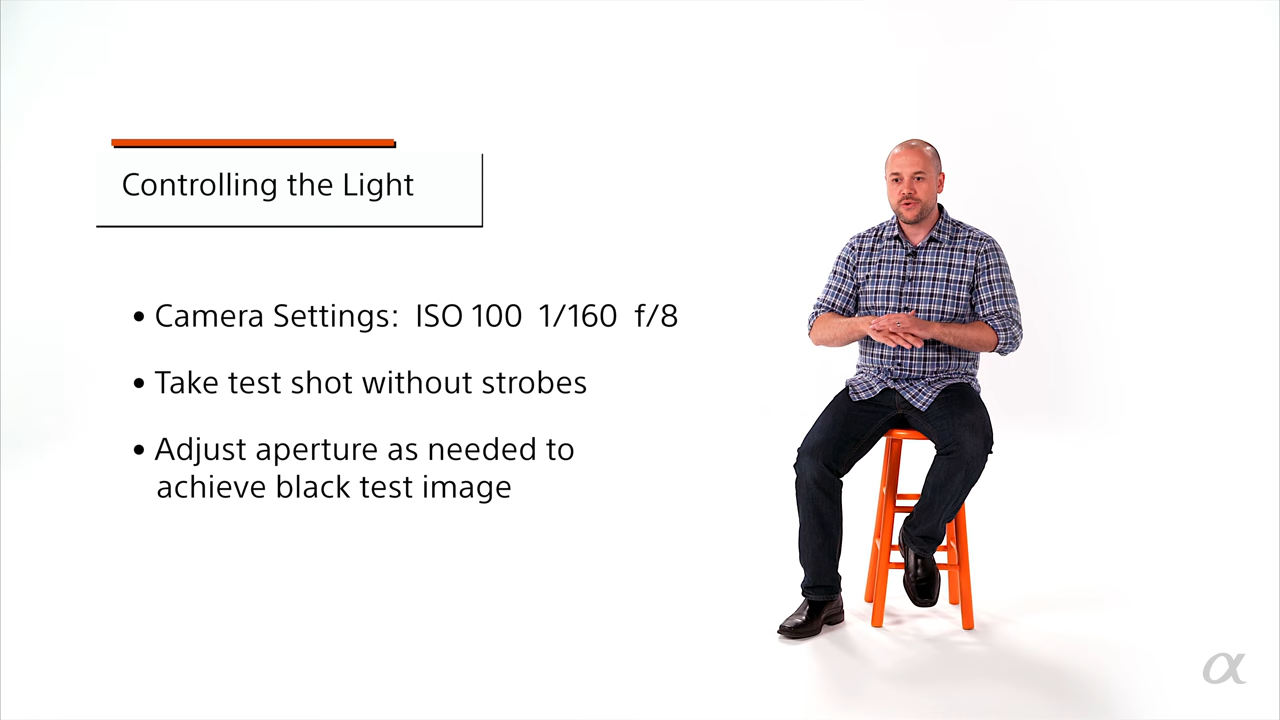 Controlling the Light
• Camera Settings:  ISO 100  1/160  f/8
• Take test shot without strobes
• Adjust aperture as needed to
achieve black test image
α